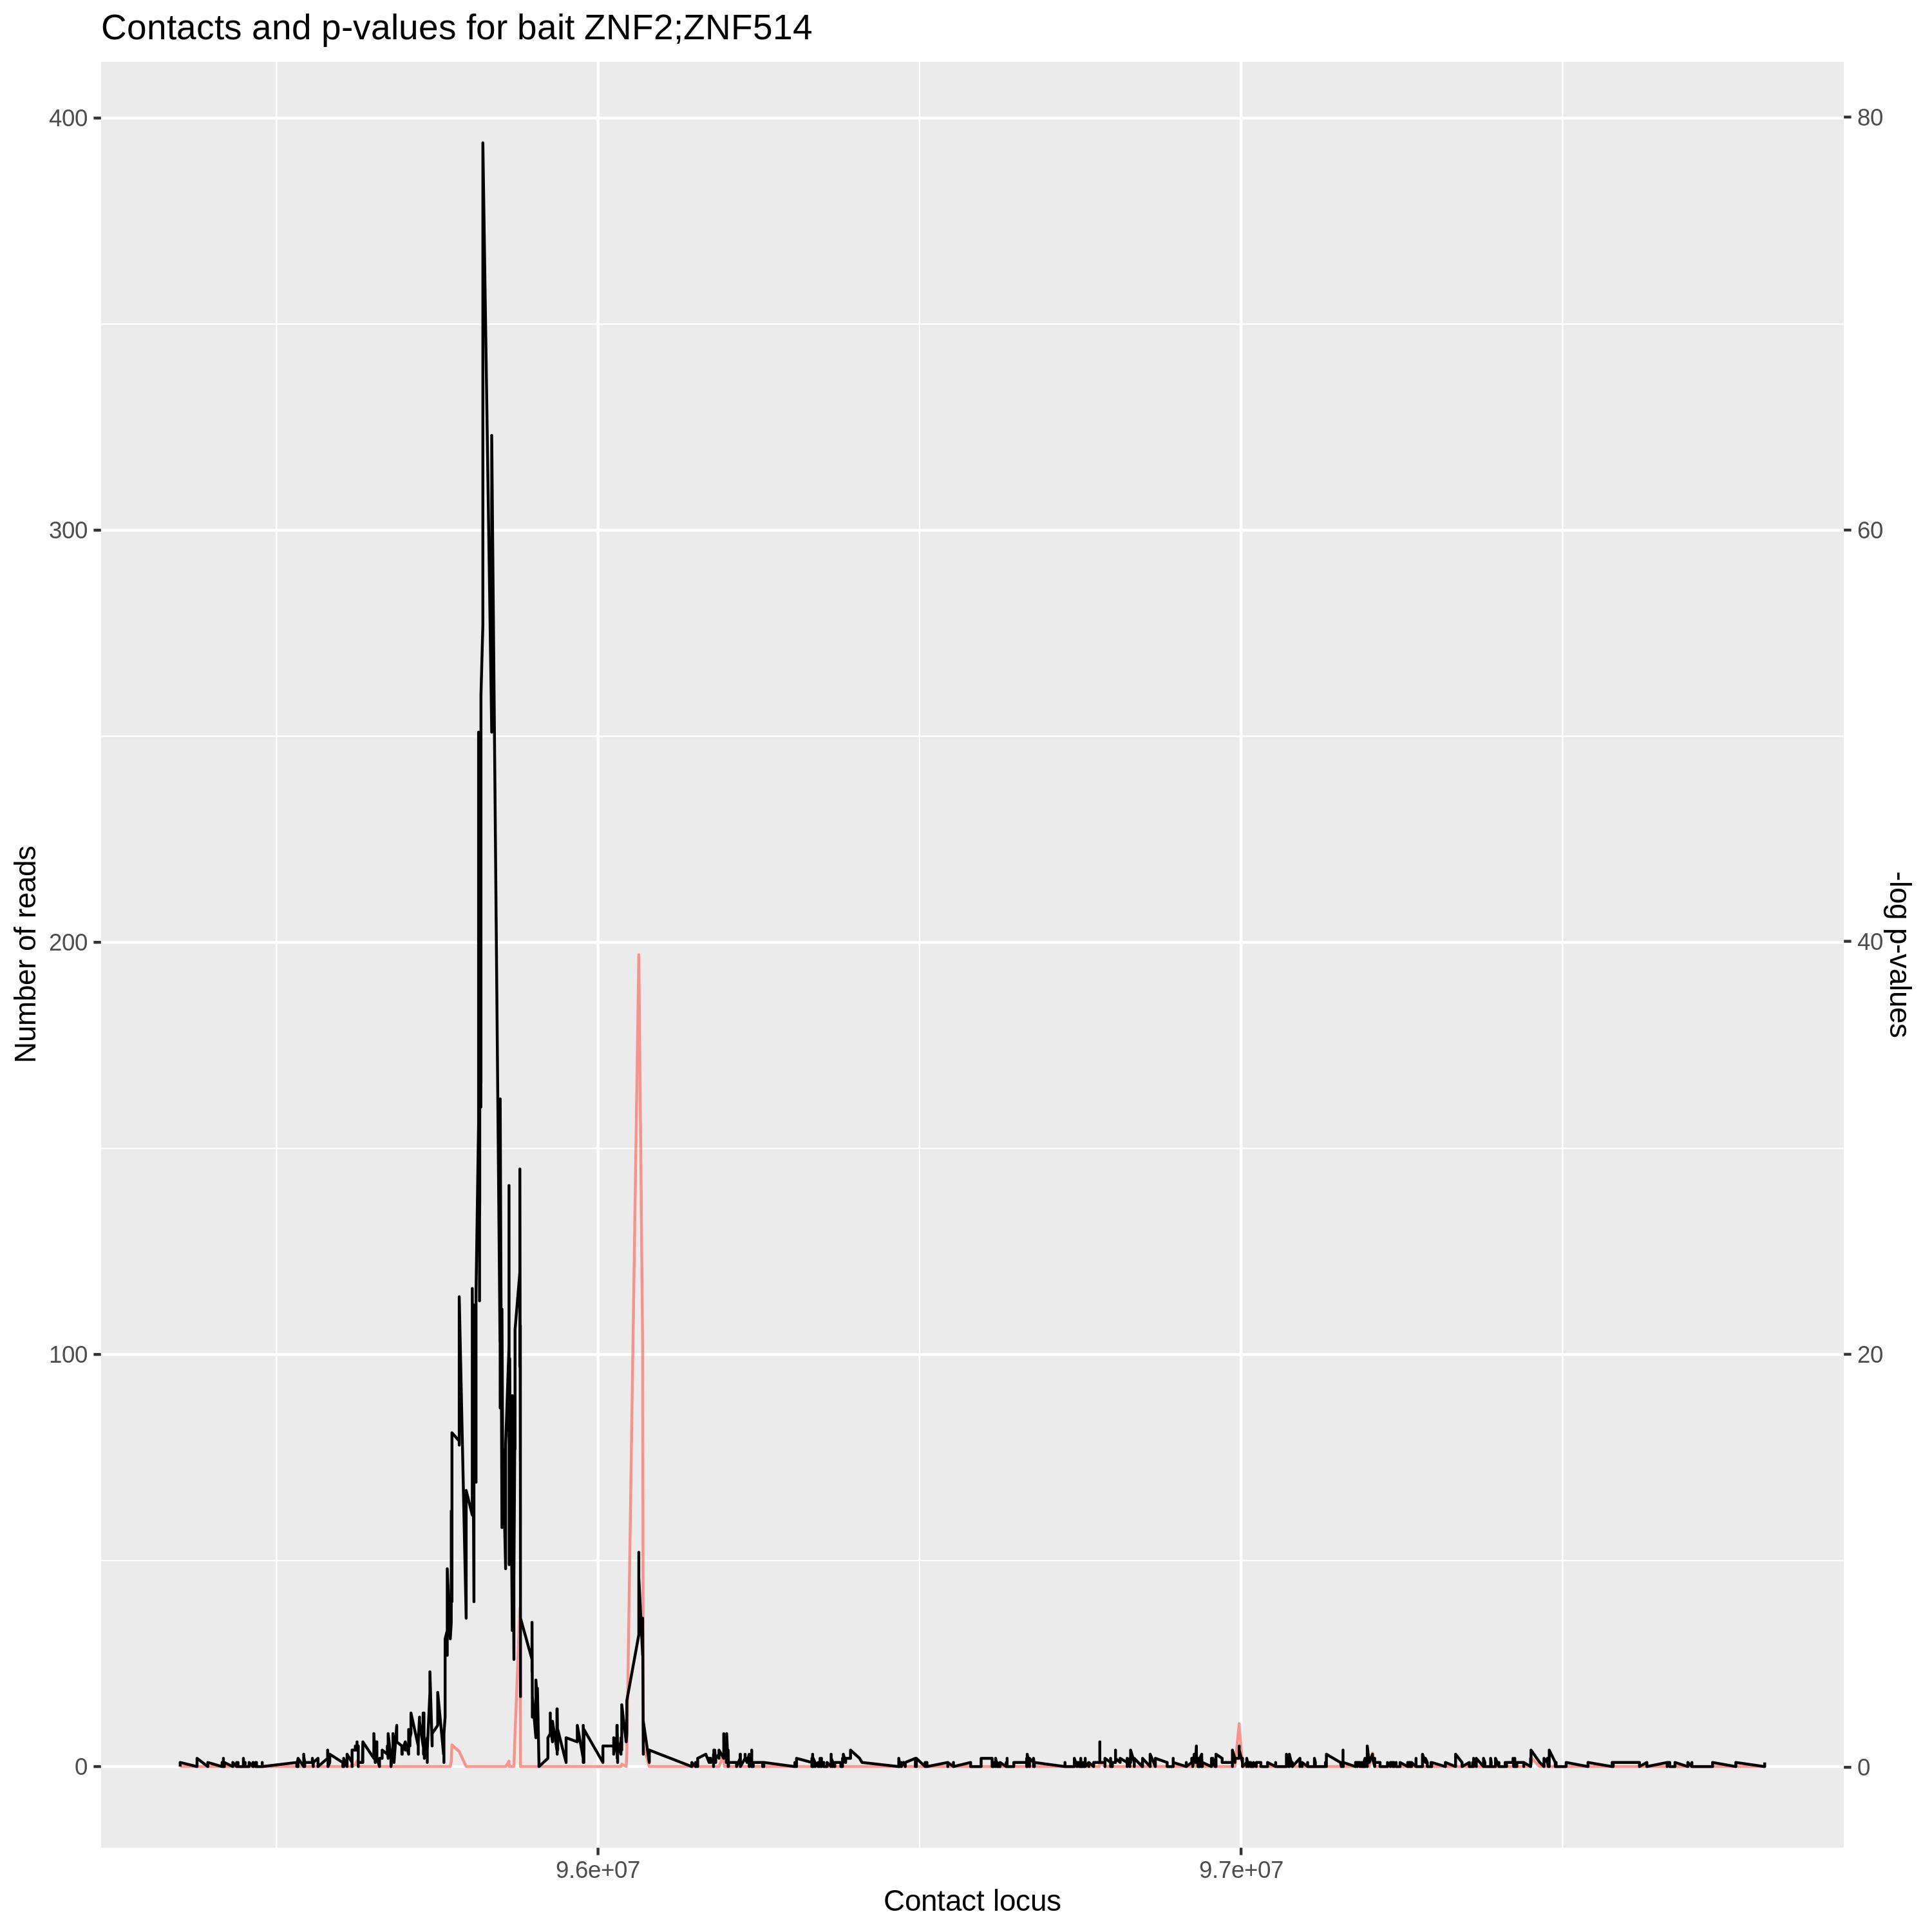 Contacts and p-values for bait ZNF2;ZNF514
400
300
200
100
0
Number of reads
80
60
40
20
0
-log p-values
9.6e+07
9.7e+07
Contact locus